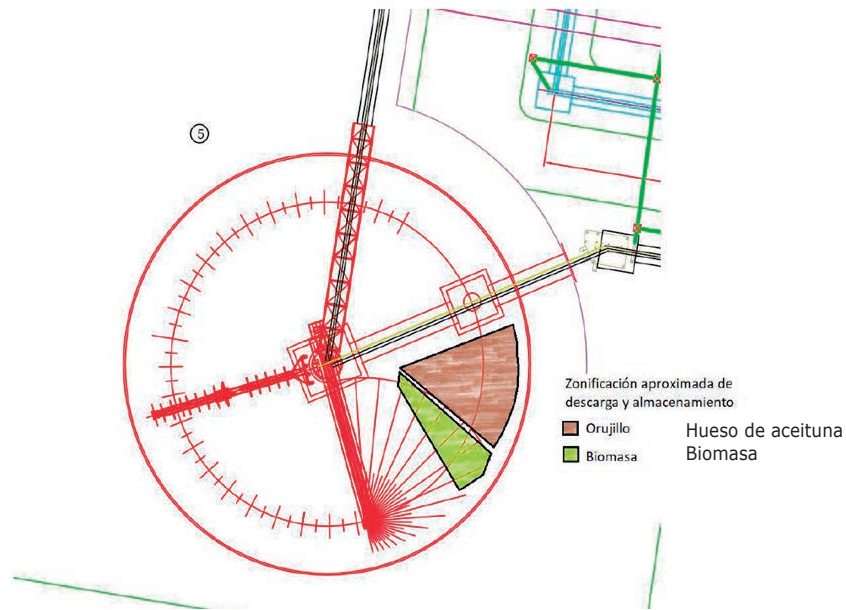 5
Zonificación aproximada de
descarga y almacenamiento
Orujillo
Biomasa
Hueso de aceituna
Biomasa